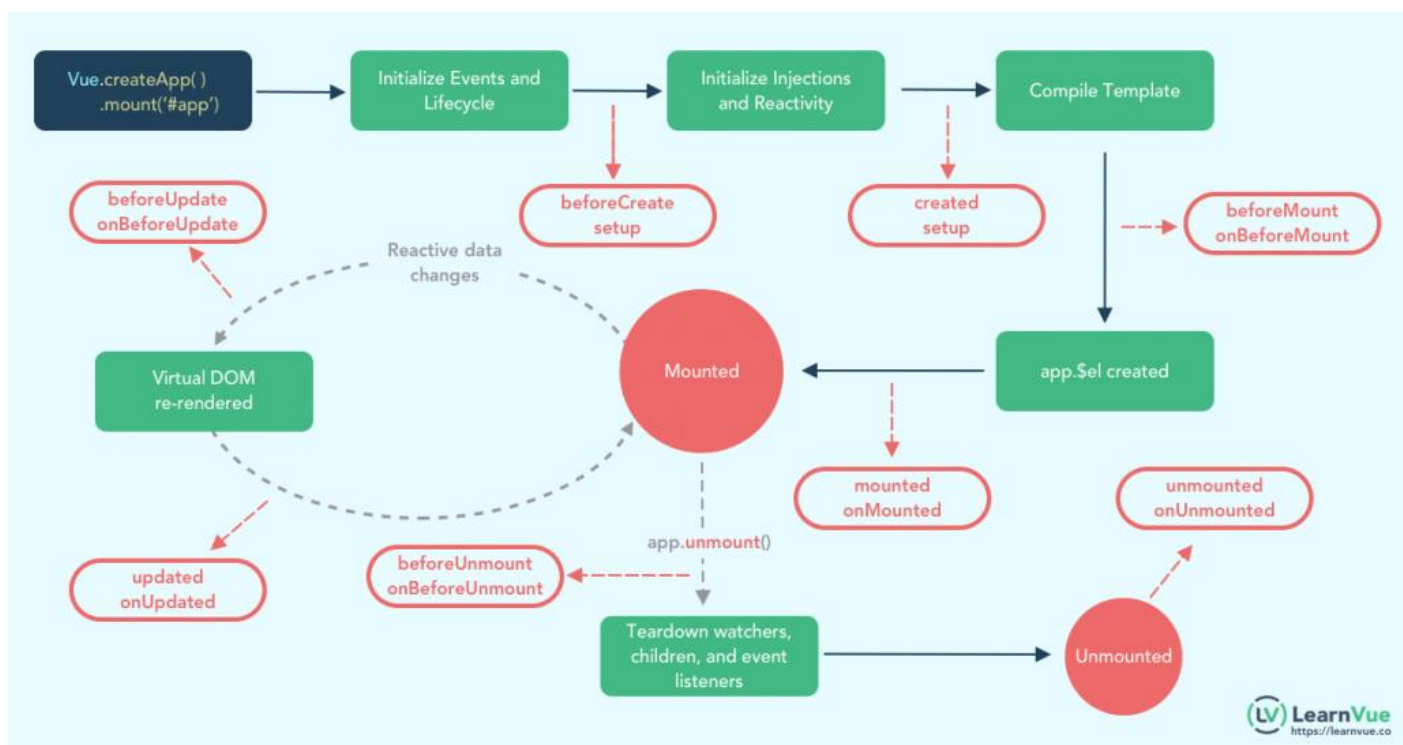 Vue.createApp( )
.mount('#app')
Initialize Events and
Lifecycle
Initialize Injections
and Reactivity
Compile Template
beforeUpdate
onBeforeUpdate
beforeCreate
setup
created
setup
beforeMount
onBeforeMount
Reactive data
changes
Virtual DOM
re-rendered
Mounted
app.$el created
mounted
onMounted
unmounted
onUnmounted
app.unmount()
beforeUnmount
onBeforeUnmount
updated
onUpdated
Teardown watchers,
children, and event
listeners
Unmounted
LV LearnVue
https://learnvue.co